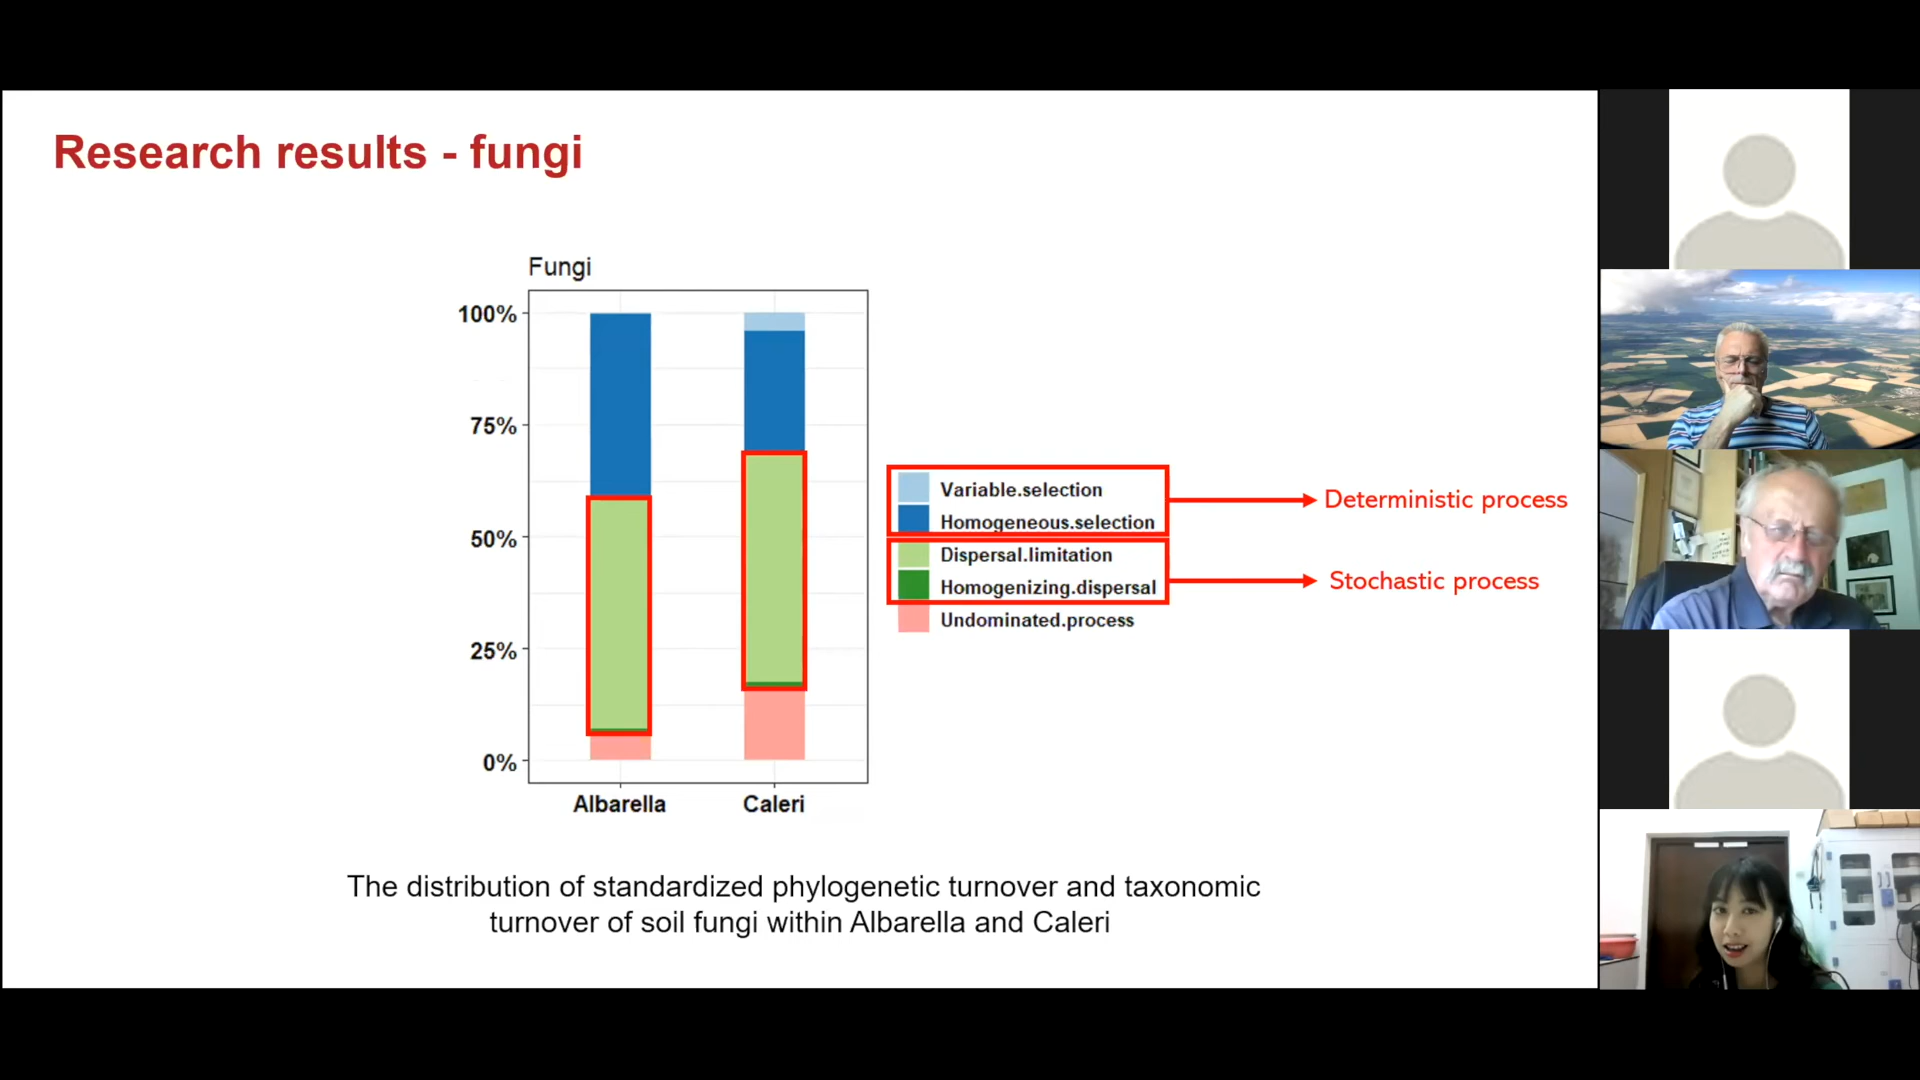 Research results - fungi
Fungi
100%
75%
50%
25%
0%
Albarella
Caleri
Variable.selection
Homogeneous.selection
Dispersal.limitation
Homogenizing.dispersal
Undominated.process
Deterministic process
Stochastic process
The distribution of standardized phylogenetic turnover and taxonomic
turnover of soil fungi within Albarella and Caleri